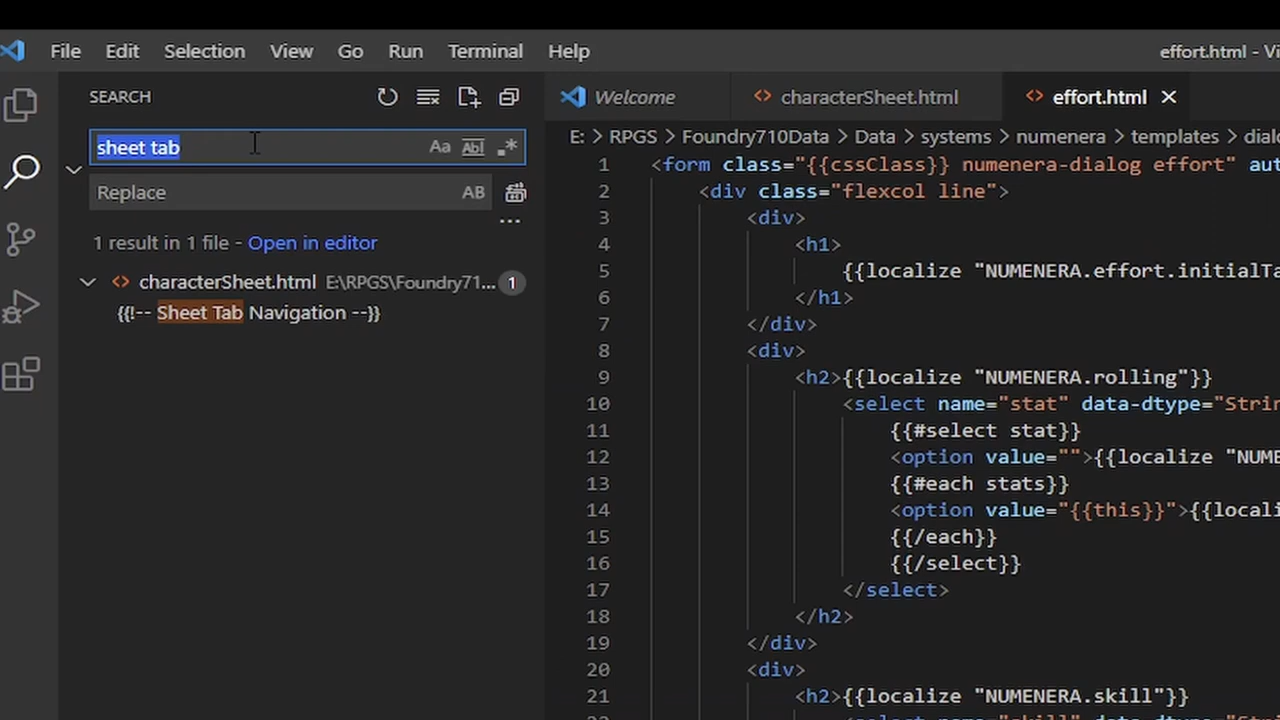 File Edit Selection View Go Run Terminal Help effort.html - Vi
SEARCH
sheet tab Aa Abl .*
Replace AB
...
1 result in 1 file - Open in editor
characterSheet.html E\RPGS\Foundry71... 1
{{!-- Sheet Tab Navigation --}}
Welcome characterSheet.html effort.html
E: > RPGS > Foundry710Data > Data > systems > numenera > templates > dialo
1 <form class="{{cssClass}} numenera-dialog effort" aut
2 <div class="flexcol line">
3 <div>
4 <h1>
5 {{localize "NUMENERA.effort.initialTa
6 </h1>
7 </div>
8 <div>
9 <h2>{{localize "NUMENERA.rolling"}}
10 <select name="stat" data-dtype="Strin
11 {{#select stat}}
12 <option value="">{{localize "NUME
13 {{#each stats}}
14 <option value="{{this}}">{{locali
15 {{/each}}
16 {{/select}}
17 </select>
18 </h2>
19 </div>
20 <div>
21 <h2>{{localize "NUMENERA.skill"}}